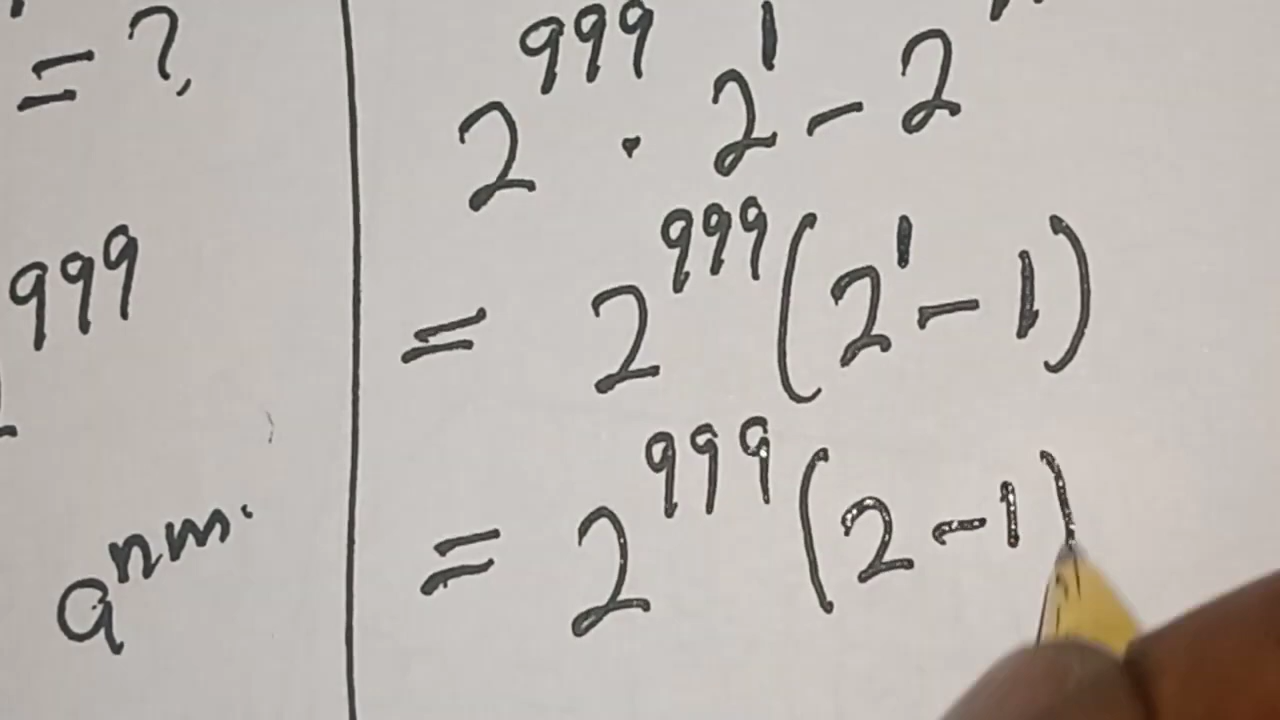 = ?
999
a^{nm}.
2^{999} · 2^1 - 2
= 2^{999} (2^1 - 1)
= 2^{999} (2 - 1)